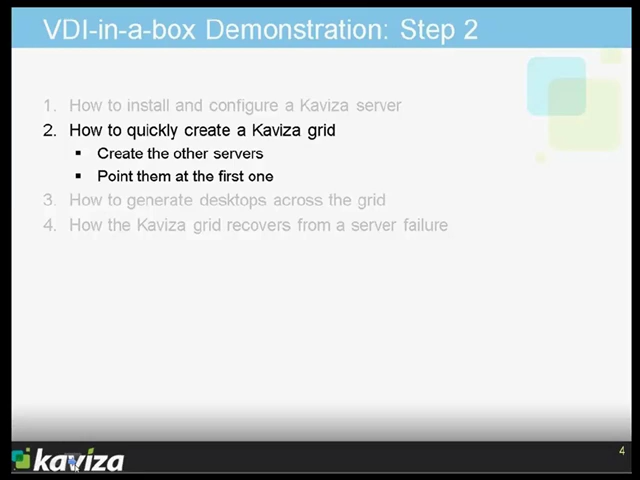 VDI-in-a-box Demonstration: Step 2
1. How to install and configure a Kaviza server
2. How to quickly create a Kaviza grid
▪ Create the other servers
▪ Point them at the first one
3. How to generate desktops across the grid
4. How the Kaviza grid recovers from a server failure
4
kaviza